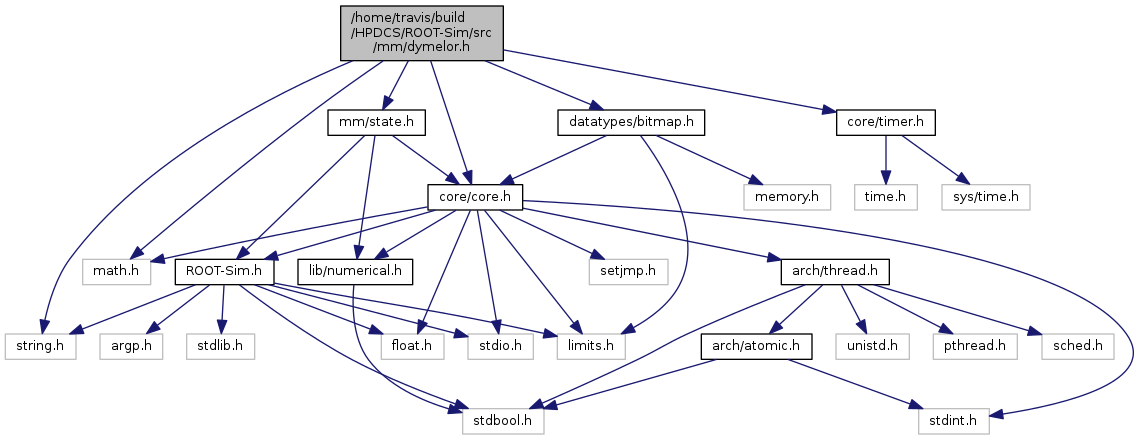 /home/travis/build
/HPDCS/ROOT-Sim/src
/mm/dymelor.h
mm/state.h
datatypes/bitmap.h
core/timer.h
core/core.h
memory.h
time.h
sys/time.h
math.h
ROOT-Sim.h
lib/numerical.h
setjmp.h
arch/thread.h
string.h
argp.h
stdlib.h
float.h
stdio.h
limits.h
arch/atomic.h
unistd.h
pthread.h
sched.h
stdbool.h
stdint.h